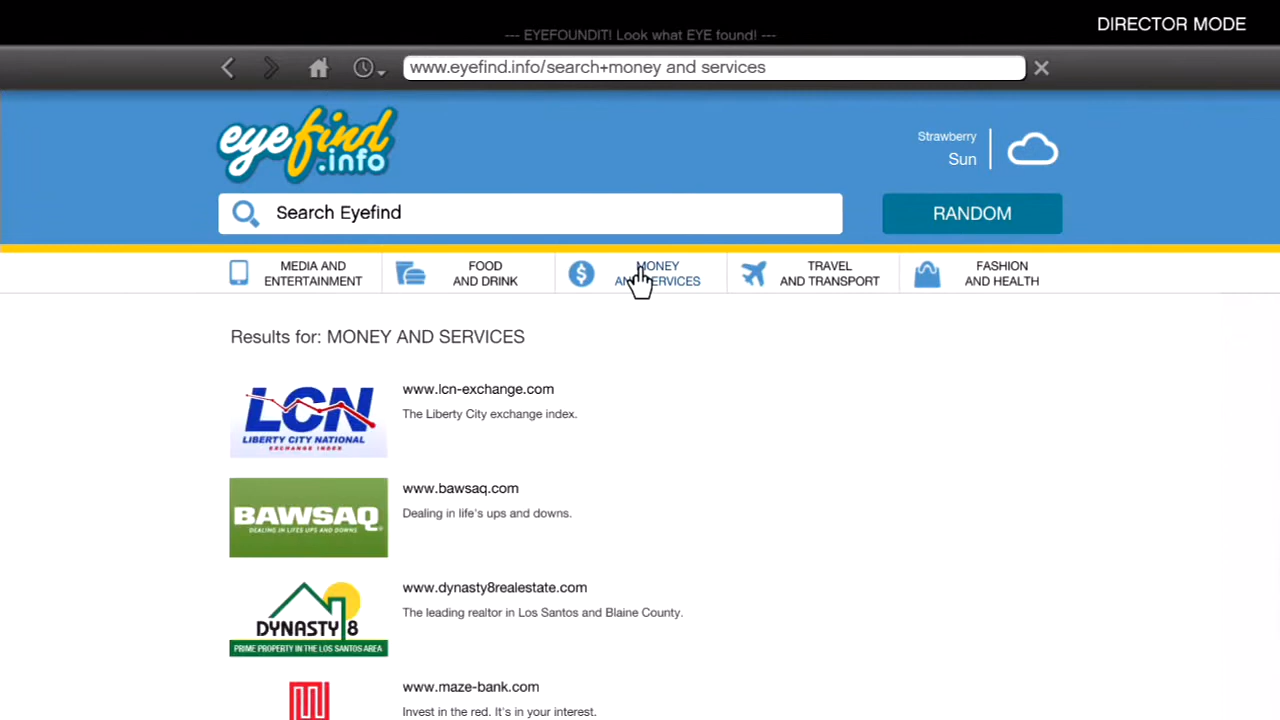 DIRECTOR MODE
--- EYEFOUNDIT! Look what EYE found! ---
www.eyefind.info/search+money and services
eyefind
.info
Strawberry
Sun
Search Eyefind
RANDOM
MEDIA AND
ENTERTAINMENT
FOOD
AND DRINK
MONEY
AND SERVICES
TRAVEL
AND TRANSPORT
FASHION
AND HEALTH
Results for: MONEY AND SERVICES
LCN
LIBERTY CITY NATIONAL
EXCHANGE INDEX
www.lcn-exchange.com
The Liberty City exchange index.
BAWSAQ®
DEALING IN LIFE'S UPS AND DOWNS
www.bawsaq.com
Dealing in life's ups and downs.
DYNASTY 8
PRIME PROPERTY IN THE LOS SANTOS AREA
www.dynasty8realestate.com
The leading realtor in Los Santos and Blaine County.
www.maze-bank.com
Invest in the red. It's in your interest.